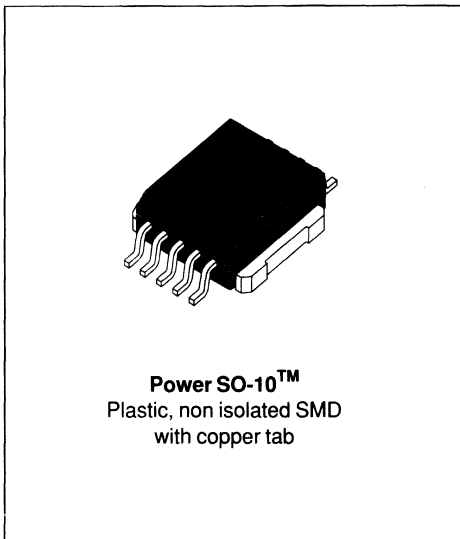 Power SO-10™
Plastic, non isolated SMD
with copper tab